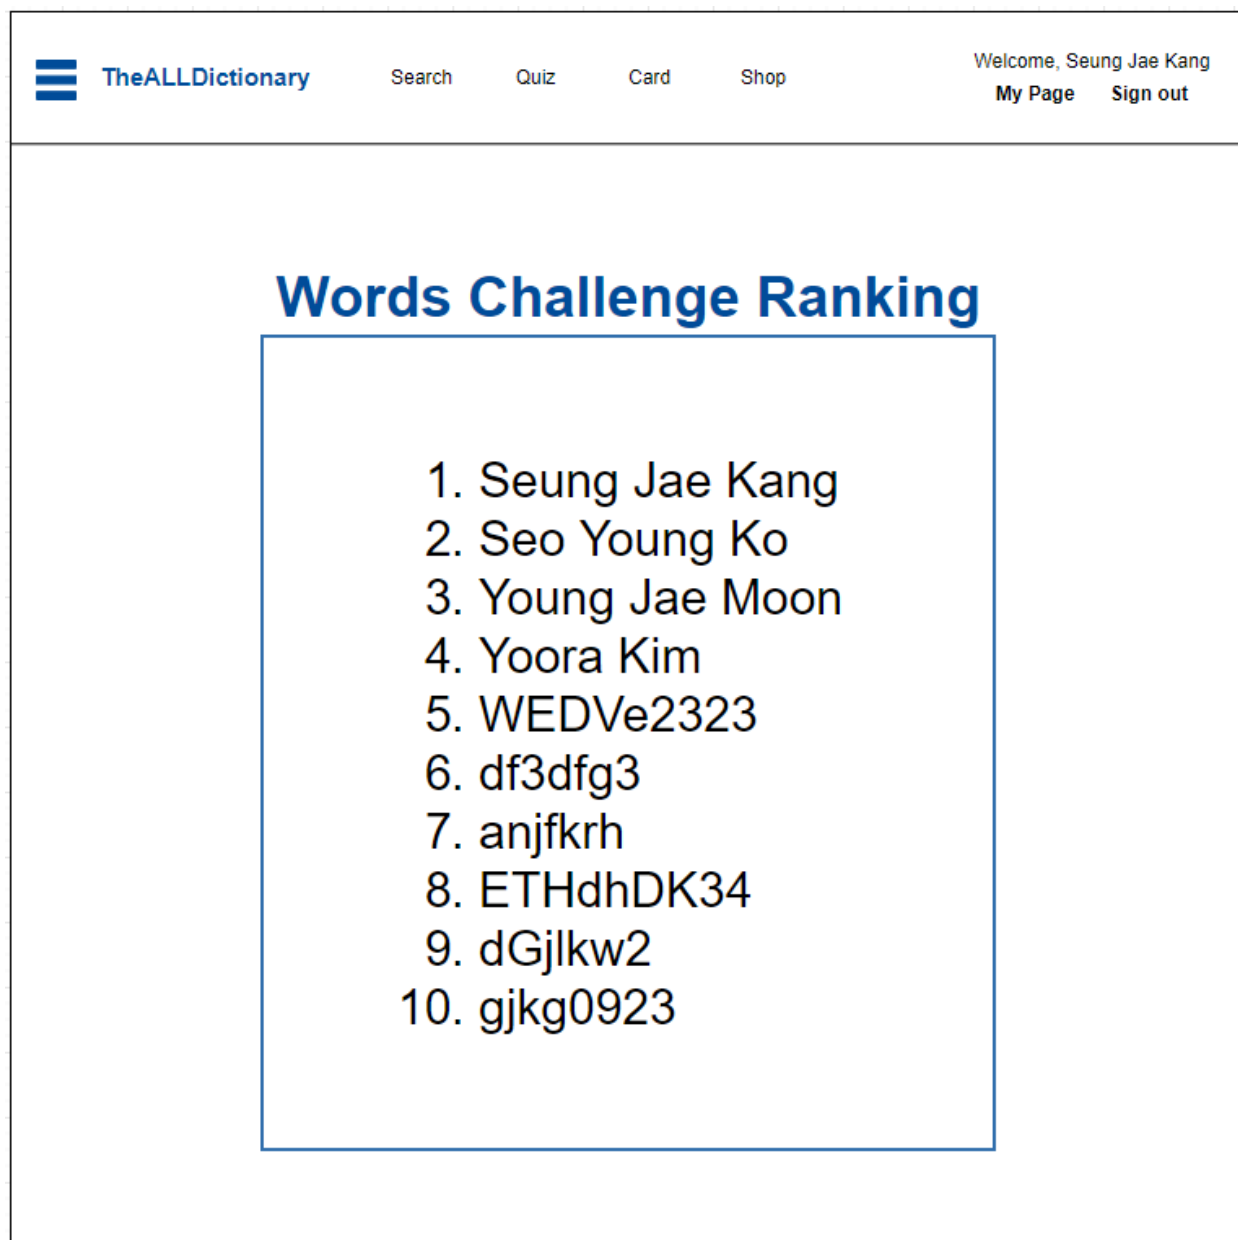 TheALLDictionary Search Quiz Card Shop
Welcome, Seung Jae Kang
My Page Sign out
Words Challenge Ranking
1. Seung Jae Kang
2. Seo Young Ko
3. Young Jae Moon
4. Yoora Kim
5. WEDVe2323
6. df3dfg3
7. anjfkrh
8. ETHdhDK34
9. dGjlkw2
10. gjkg0923